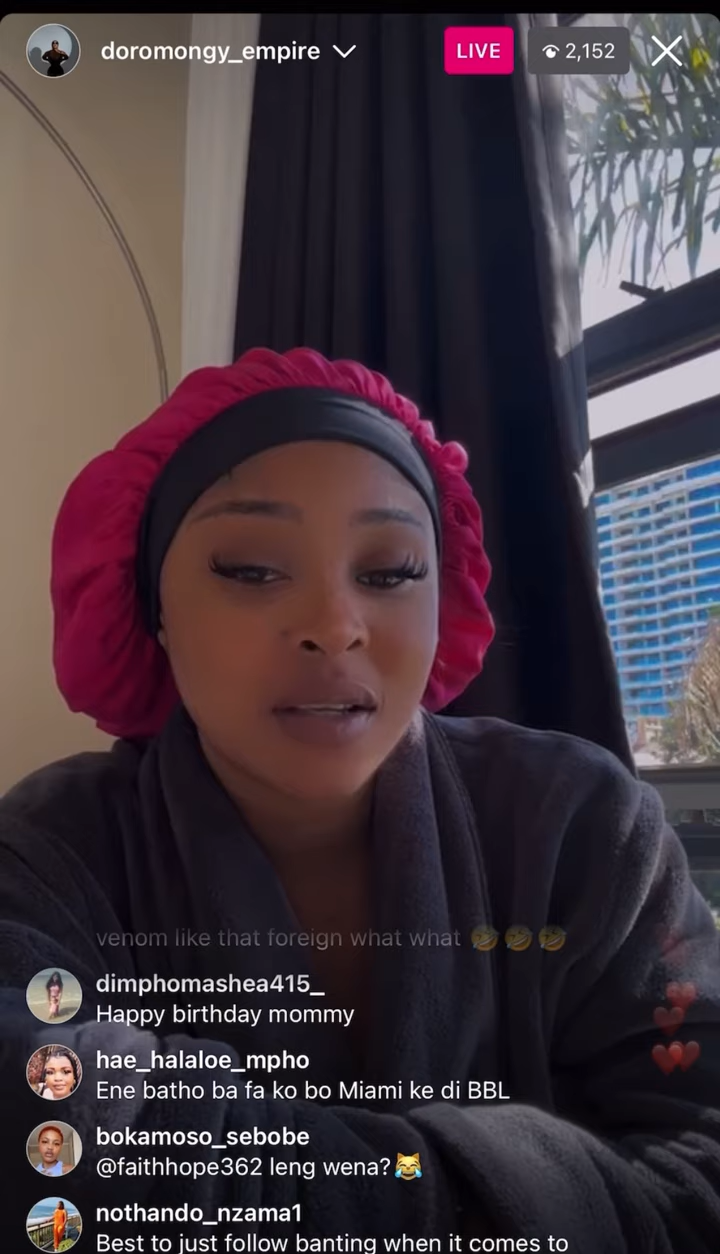 doromongy_empire
LIVE
2,152
venom like that foreign what what 🤣🤣🤣
dimphomashea415_
Happy birthday mommy
hae_halaloe_mpho
Ene batho ba fa ko bo Miami ke di BBL
bokamoso_sebobe
@faithhope362 leng wena?😹
nothando_nzama1
Best to just follow banting when it comes to